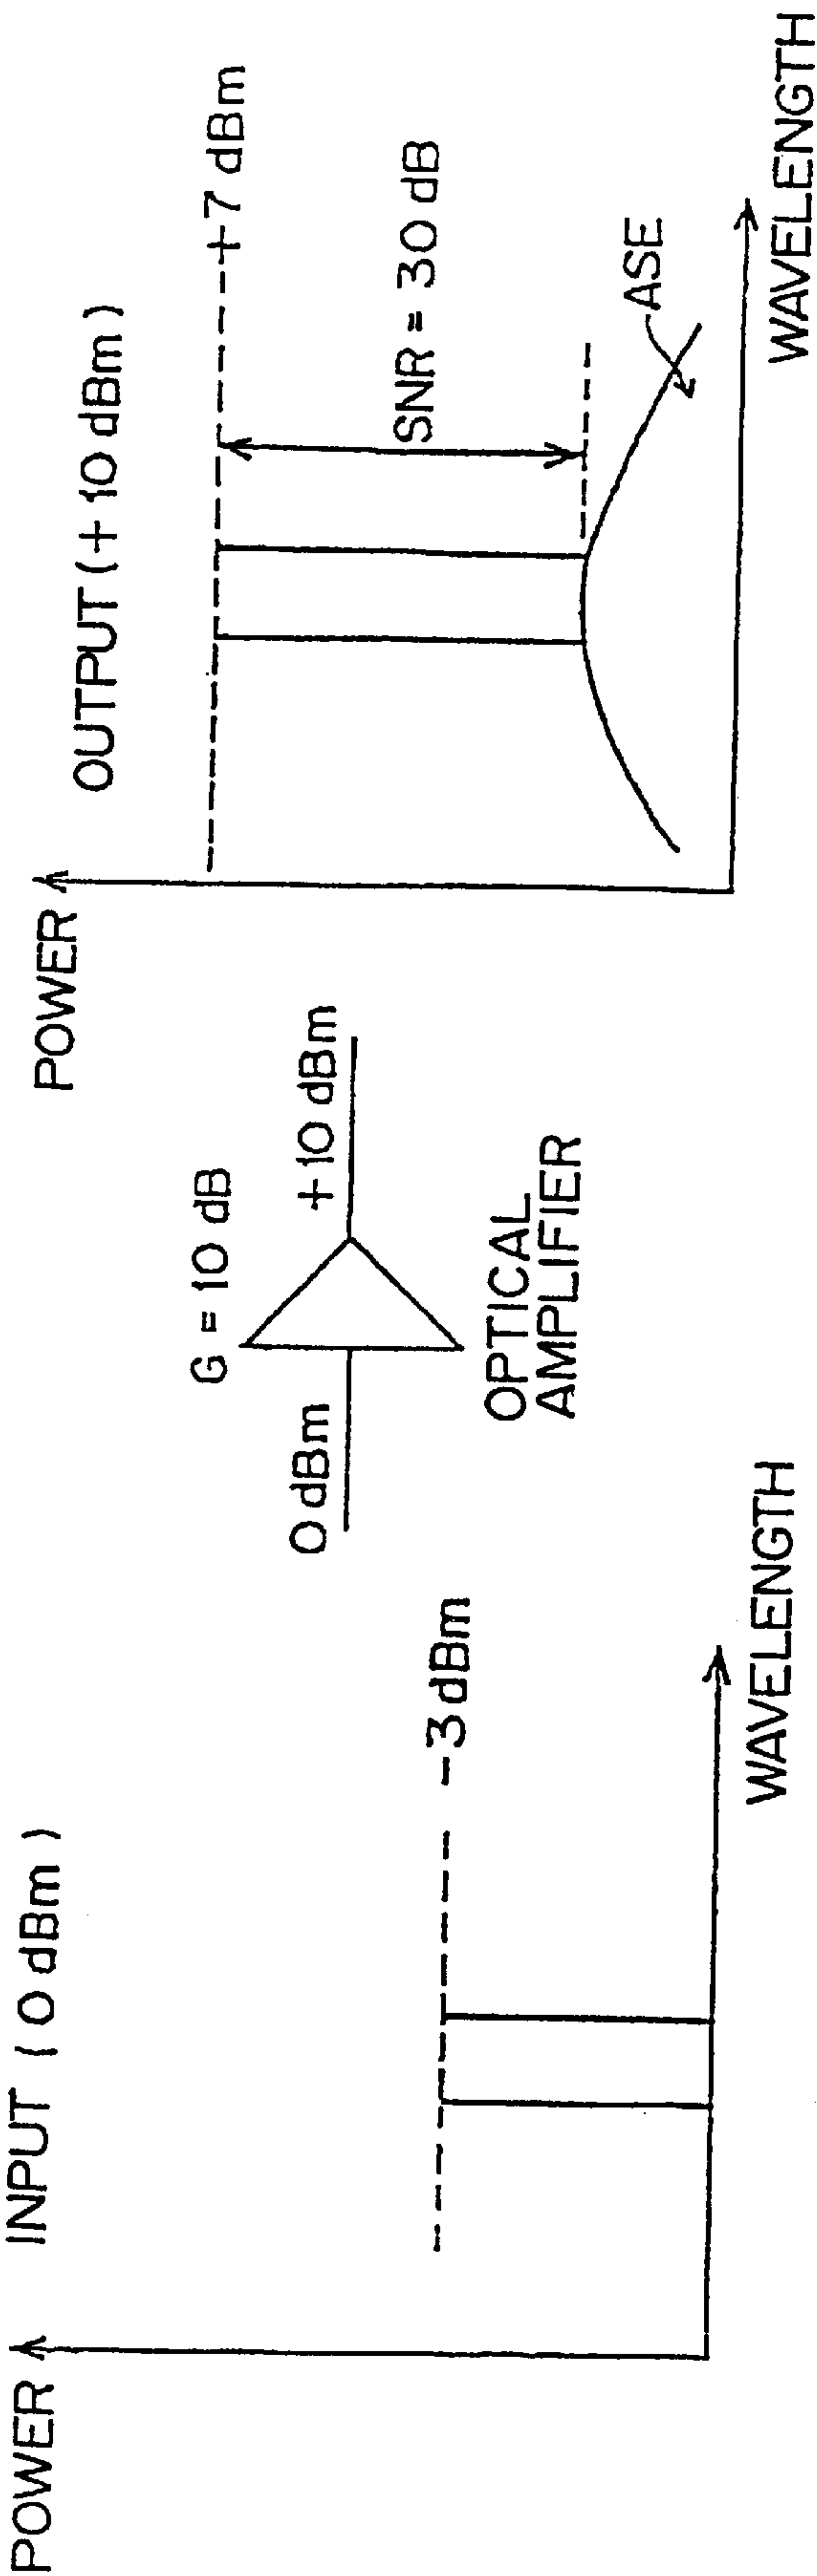 POWER
INPUT (0 dBm)
-3 dBm
WAVELENGTH
G = 10 dB
0 dBm
+10 dBm
OPTICAL
AMPLIFIER
POWER
OUTPUT (+10 dBm)
+7 dBm
SNR = 30 dB
ASE
WAVELENGTH